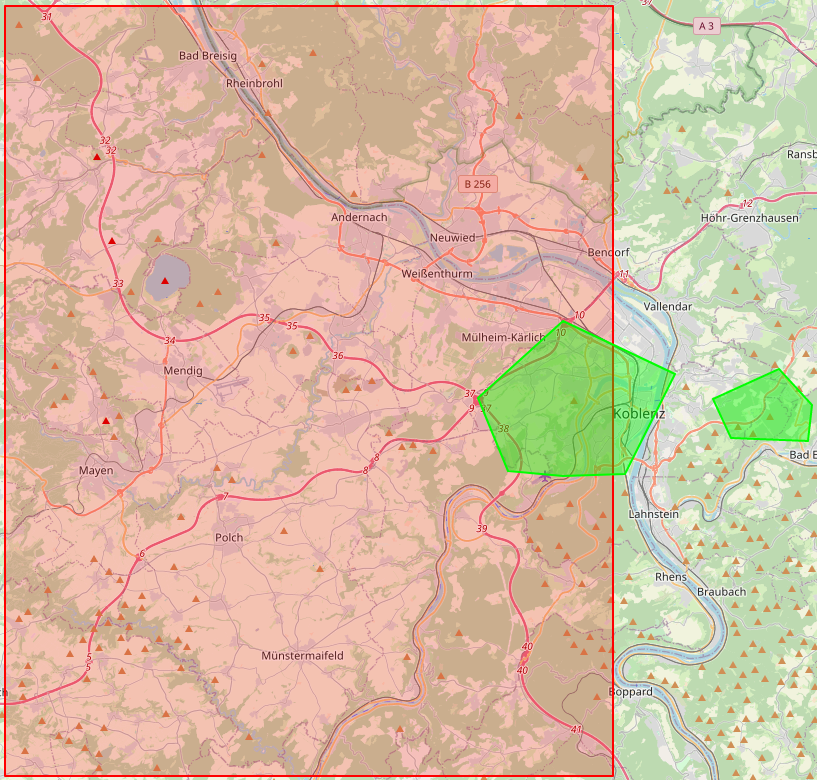 31
37
A 3
Bad Breisig
Rheinbrohl
32
32
Ransb
B 256
12
Andernach
Höhr-Grenzhausen
Neuwied
Bendorf
Weißenthurm
11
33
Vallendar
35
35
10
10
34
Mülheim-Kärlich
36
Mendig
37
9
37
Koblenz
38
8
8
Mayen
Bad E
7
Lahnstein
39
Polch
6
Rhens
Braubach
40
Münstermaifeld
5
5
40
ch
Boppard
41